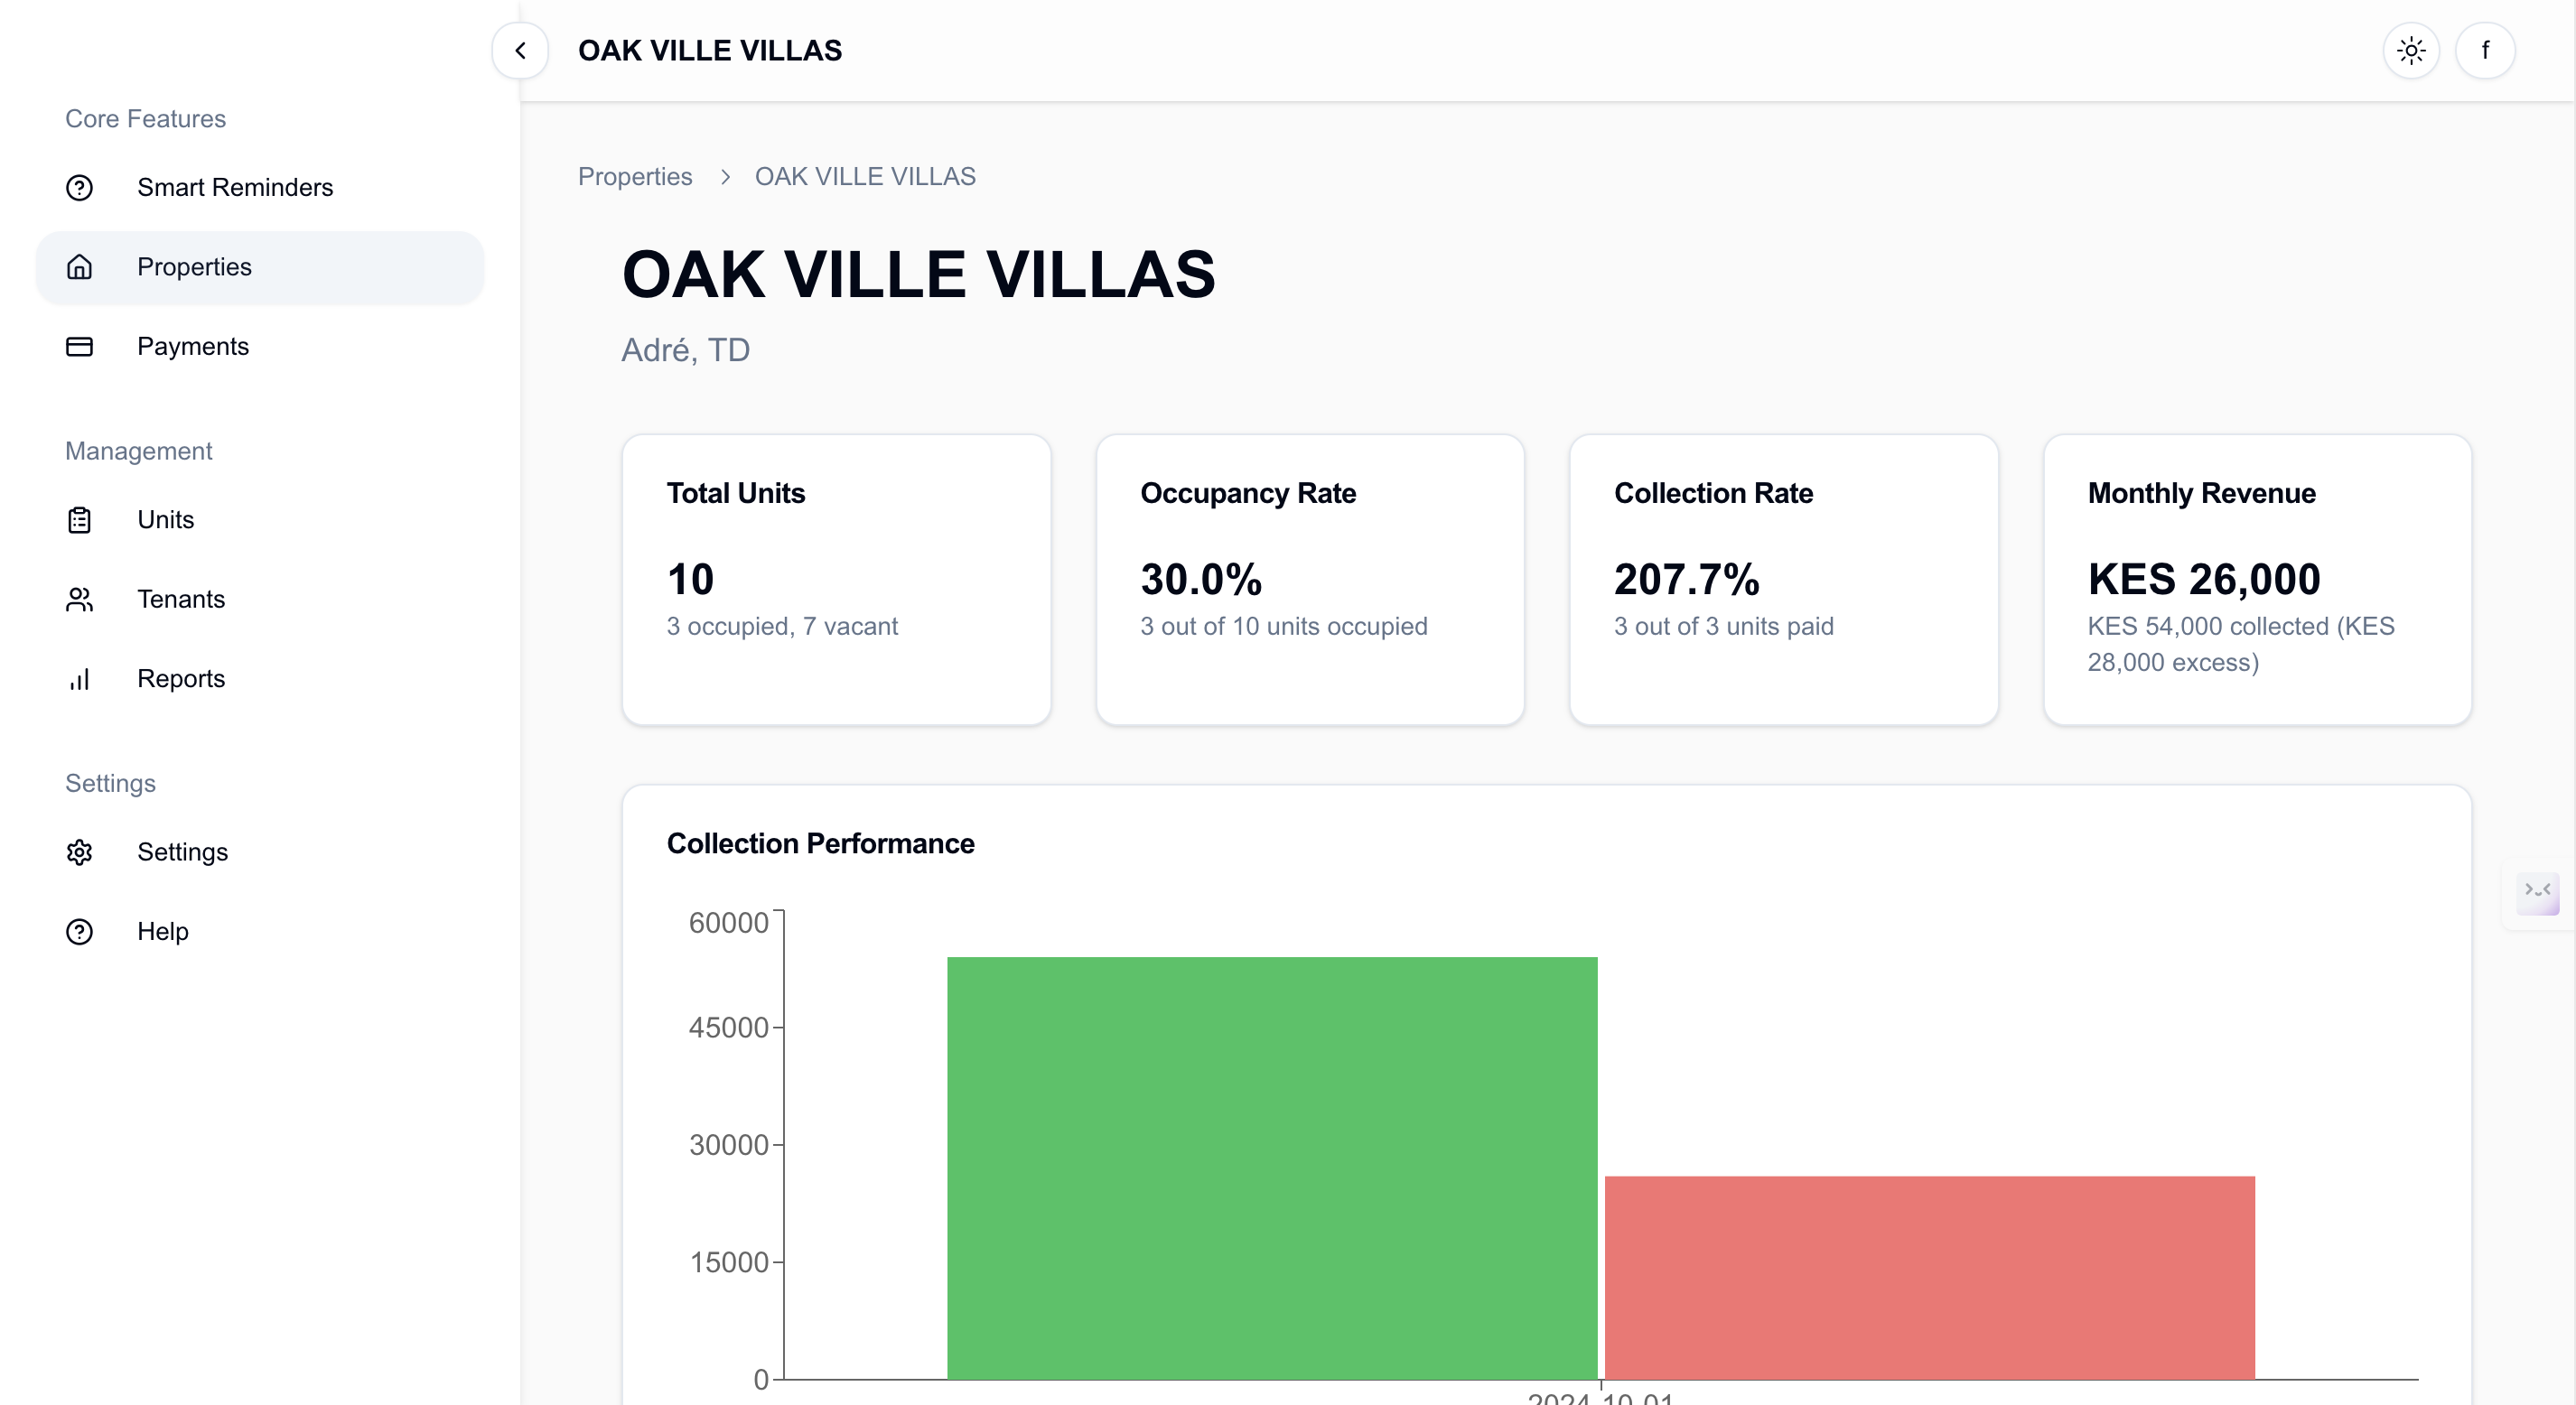 OAK VILLE VILLAS
f
Core Features
Smart Reminders
Properties
Payments
Management
Units
Tenants
Reports
Settings
Settings
Help
Properties > OAK VILLE VILLAS
OAK VILLE VILLAS
Adré, TD
Total Units
10
3 occupied, 7 vacant
Occupancy Rate
30.0%
3 out of 10 units occupied
Collection Rate
207.7%
3 out of 3 units paid
Monthly Revenue
KES 26,000
KES 54,000 collected (KES
28,000 excess)
Collection Performance
60000
45000
30000
15000
0
2024-10-01